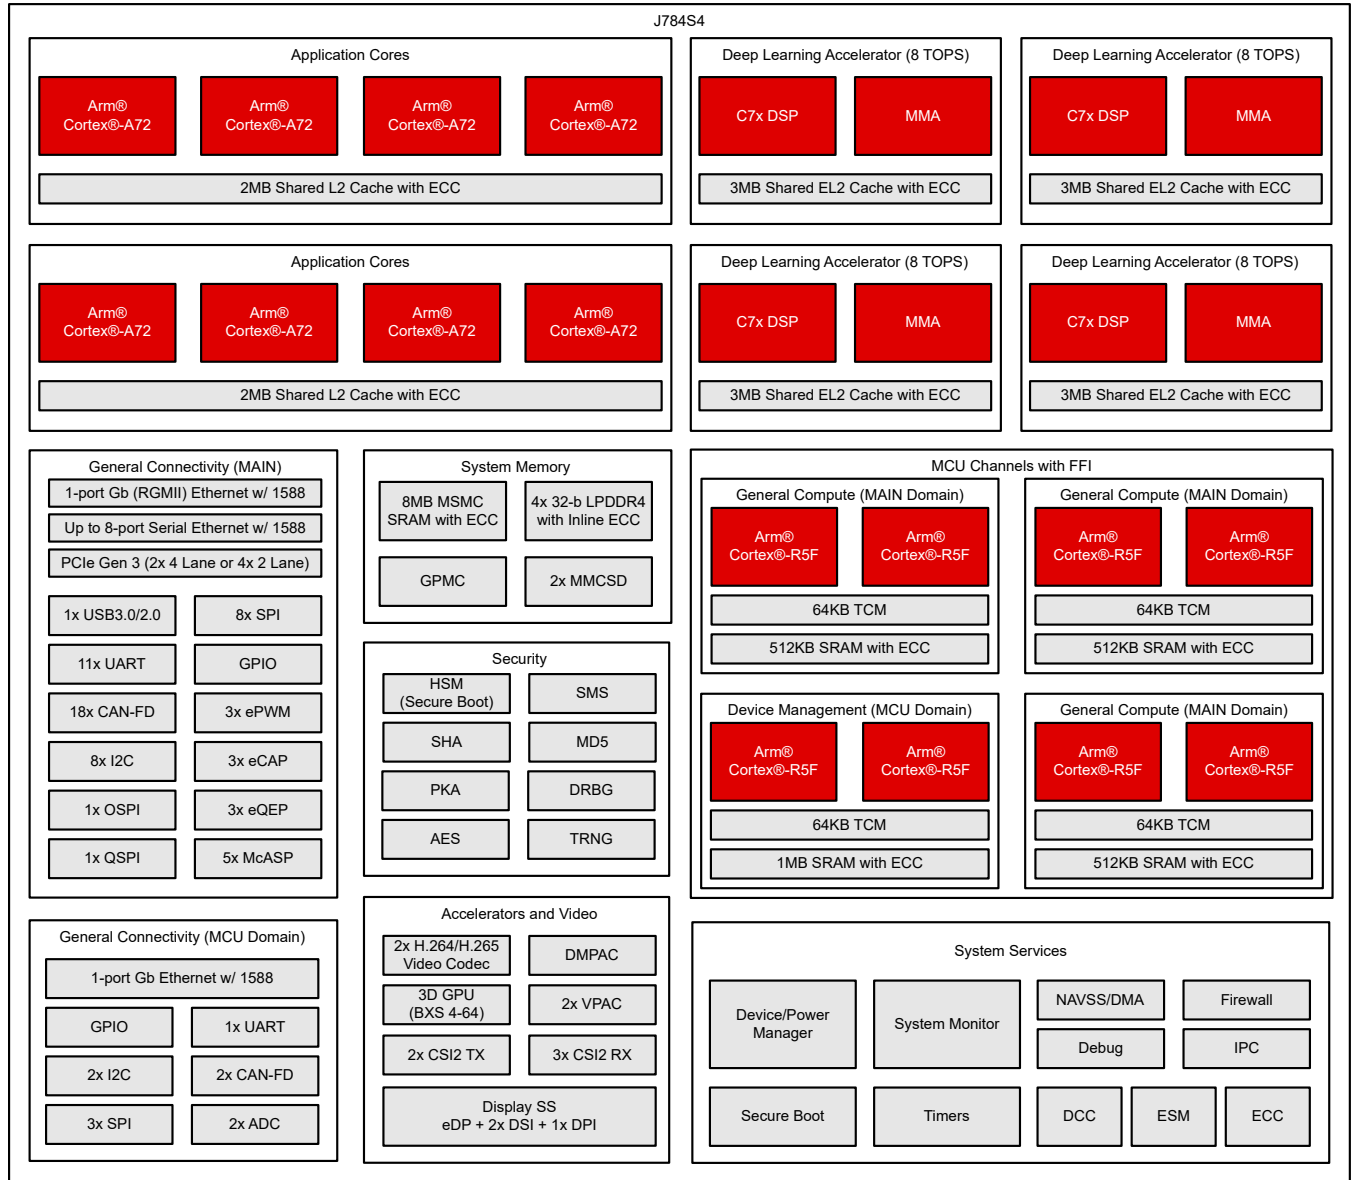 J784S4
Application Cores
Arm®
Cortex®-A72
Arm®
Cortex®-A72
Arm®
Cortex®-A72
Arm®
Cortex®-A72
2MB Shared L2 Cache with ECC
Deep Learning Accelerator (8 TOPS)
C7x DSP
MMA
3MB Shared EL2 Cache with ECC
Deep Learning Accelerator (8 TOPS)
C7x DSP
MMA
3MB Shared EL2 Cache with ECC
Application Cores
Arm®
Cortex®-A72
Arm®
Cortex®-A72
Arm®
Cortex®-A72
Arm®
Cortex®-A72
2MB Shared L2 Cache with ECC
Deep Learning Accelerator (8 TOPS)
C7x DSP
MMA
3MB Shared EL2 Cache with ECC
Deep Learning Accelerator (8 TOPS)
C7x DSP
MMA
3MB Shared EL2 Cache with ECC
General Connectivity (MAIN)
1-port Gb (RGMII) Ethernet w/ 1588
Up to 8-port Serial Ethernet w/ 1588
PCIe Gen 3 (2x 4 Lane or 4x 2 Lane)
1x USB3.0/2.0
8x SPI
11x UART
GPIO
18x CAN-FD
3x ePWM
8x I2C
3x eCAP
1x OSPI
3x eQEP
1x QSPI
5x McASP
System Memory
8MB MSMC
SRAM with ECC
4x 32-b LPDDR4
with Inline ECC
GPMC
2x MMCSD
Security
HSM
(Secure Boot)
SMS
SHA
MD5
PKA
DRBG
AES
TRNG
MCU Channels with FFI
General Compute (MAIN Domain)
Arm®
Cortex®-R5F
Arm®
Cortex®-R5F
64KB TCM
512KB SRAM with ECC
General Compute (MAIN Domain)
Arm®
Cortex®-R5F
Arm®
Cortex®-R5F
64KB TCM
512KB SRAM with ECC
Device Management (MCU Domain)
Arm®
Cortex®-R5F
Arm®
Cortex®-R5F
64KB TCM
1MB SRAM with ECC
General Compute (MAIN Domain)
Arm®
Cortex®-R5F
Arm®
Cortex®-R5F
64KB TCM
512KB SRAM with ECC
General Connectivity (MCU Domain)
1-port Gb Ethernet w/ 1588
GPIO
1x UART
2x I2C
2x CAN-FD
3x SPI
2x ADC
Accelerators and Video
2x H.264/H.265
Video Codec
DMPAC
3D GPU
(BXS 4-64)
2x VPAC
2x CSI2 TX
3x CSI2 RX
Display SS
eDP + 2x DSI + 1x DPI
System Services
Device/Power
Manager
System Monitor
NAVSS/DMA
Firewall
Debug
IPC
Secure Boot
Timers
DCC
ESM
ECC